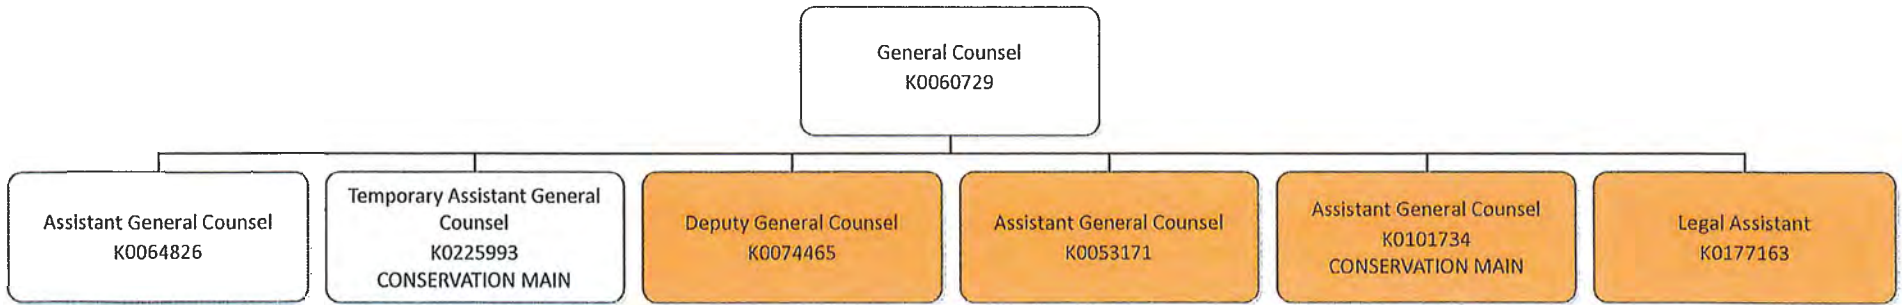 General Counsel
K0060729
Assistant General Counsel
K0064826
Temporary Assistant General
Counsel
K0225993
CONSERVATION MAIN
Deputy General Counsel
K0074465
Assistant General Counsel
K0053171
Assistant General Counsel
K0101734
CONSERVATION MAIN
Legal Assistant
K0177163